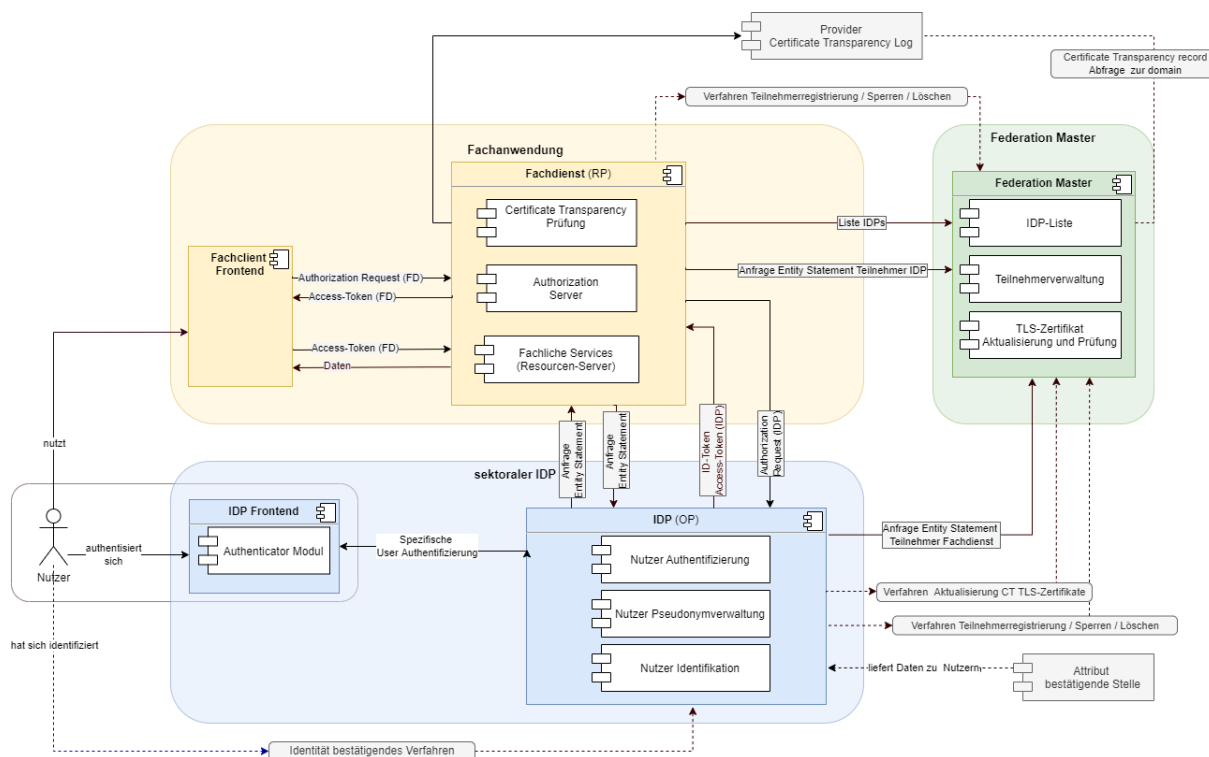 Provider
Certificate Transparency Log
Certificate Transparency record
Abfrage zur domain
Verfahren Teilnehmerregistrierung / Sperren / Löschen
Fachanwendung
Federation Master
Fachdienst (RP)
Federation Master
Certificate Transparency
Prüfung
IDP-Liste
Liste IDPs
Fachclient
Frontend
Authorization Request (FD)
Access-Token (FD)
Authorization
Server
Anfrage Entity Statement Teilnehmer IDP
Teilnehmerverwaltung
TLS-Zertifikat
Aktualisierung und Prüfung
Access-Token (FD)
Daten
Fachliche Services
(Resourcen-Server)
nutzt
Anfrage
Entity Statement
Anfrage
Entity Statement
ID-Token
Access-Token (IDP)
Authorization
Request (IDP)
sektoraler IDP
IDP Frontend
Authenticator Modul
IDP (OP)
Nutzer
authentisiert
sich
Spezifische
User Authentifizierung
Nutzer Authentifizierung
Anfrage Entity Statement
Teilnehmer Fachdienst
Verfahren Aktualisierung CT TLS-Zertifikate
Nutzer Pseudonymverwaltung
Verfahren Teilnehmerregistrierung / Sperren / Löschen
hat sich identifiziert
Nutzer Identifikation
liefert Daten zu Nutzern
Attribut
bestätigende Stelle
Identität bestätigendes Verfahren